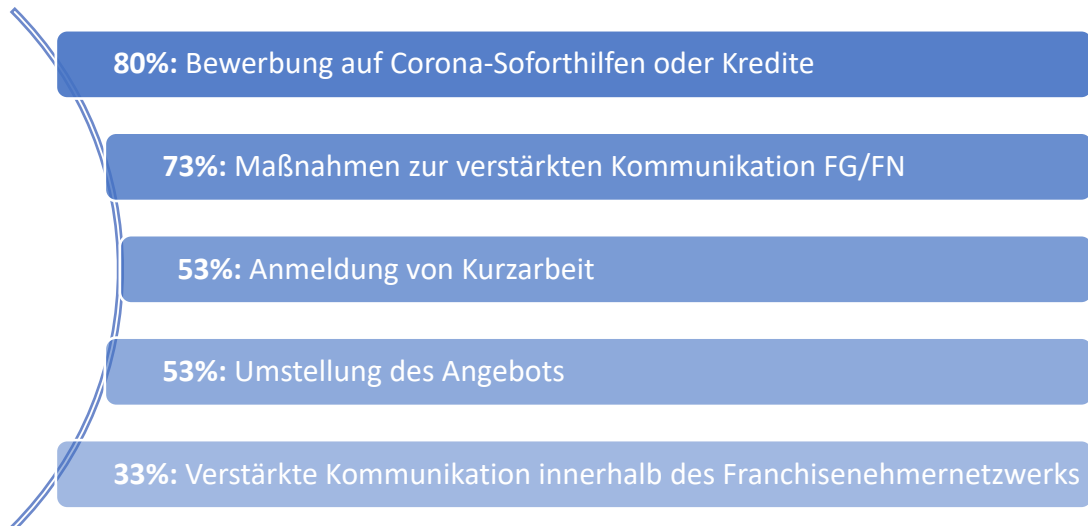 80%: Bewerbung auf Corona-Soforthilfen oder Kredite
73%: Maßnahmen zur verstärkten Kommunikation FG/FN
53%: Anmeldung von Kurzarbeit
53%: Umstellung des Angebots
33%: Verstärkte Kommunikation innerhalb des Franchisenehmernetzwerks